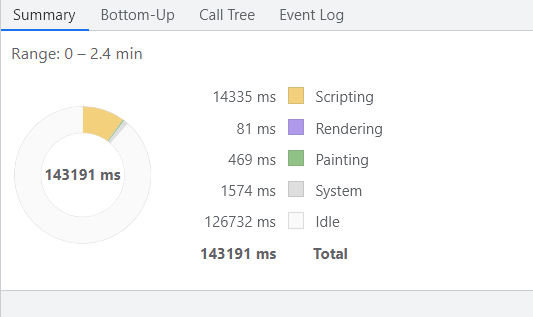 Summary Bottom-Up Call Tree Event Log
Range: 0 – 2.4 min
143191 ms
14335 ms Scripting
81 ms Rendering
469 ms Painting
1574 ms System
126732 ms Idle
143191 ms Total